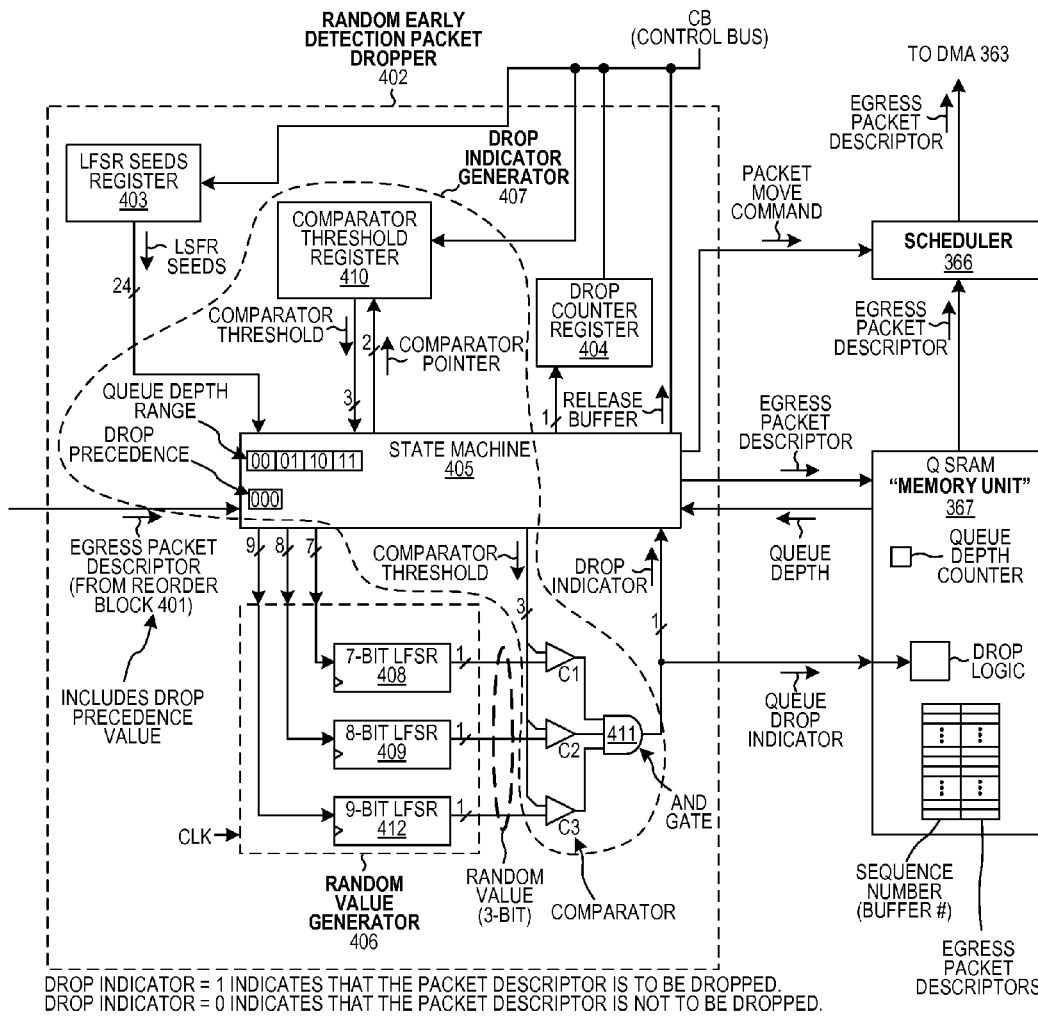 RANDOM EARLY
DETECTION PACKET
DROPPER
402
CB
(CONTROL BUS)
TO DMA 363
EGRESS
PACKET
DESCRIPTOR
LFSR SEEDS
REGISTER
403
DROP
INDICATOR
GENERATOR
407
LSFR
SEEDS
24
COMPARATOR
THRESHOLD
REGISTER
410
PACKET
MOVE
COMMAND
SCHEDULER
366
COMPARATOR
THRESHOLD
2
COMPARATOR
POINTER
3
DROP
COUNTER
REGISTER
404
1
RELEASE
BUFFER
EGRESS
PACKET
DESCRIPTOR
QUEUE DEPTH
RANGE
DROP
PRECEDENCE
00 01 10 11
000
STATE MACHINE
405
EGRESS
PACKET
DESCRIPTOR
Q SRAM
"MEMORY UNIT"
367
QUEUE
DEPTH
QUEUE
DEPTH
COUNTER
EGRESS PACKET
DESCRIPTOR
(FROM REORDER
BLOCK 401)
9 8 7
COMPARATOR
THRESHOLD
3
DROP
INDICATOR
1
INCLUDES DROP
PRECEDENCE
VALUE
7-BIT LFSR
408
1
C1
8-BIT LFSR
409
1
C2
9-BIT LFSR
412
1
C3
411
AND
GATE
QUEUE
DROP
INDICATOR
DROP
LOGIC
CLK
RANDOM
VALUE
GENERATOR
406
RANDOM
VALUE
(3-BIT)
COMPARATOR
SEQUENCE
NUMBER
(BUFFER #)
EGRESS
PACKET
DESCRIPTORS
DROP INDICATOR = 1 INDICATES THAT THE PACKET DESCRIPTOR IS TO BE DROPPED.
DROP INDICATOR = 0 INDICATES THAT THE PACKET DESCRIPTOR IS NOT TO BE DROPPED.